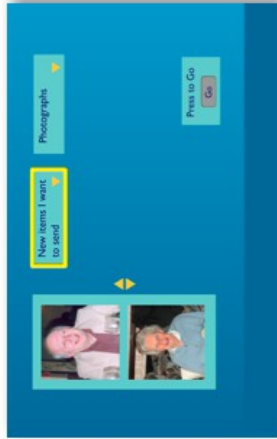 New items I want
to send
Photographs
Press to Go
Go